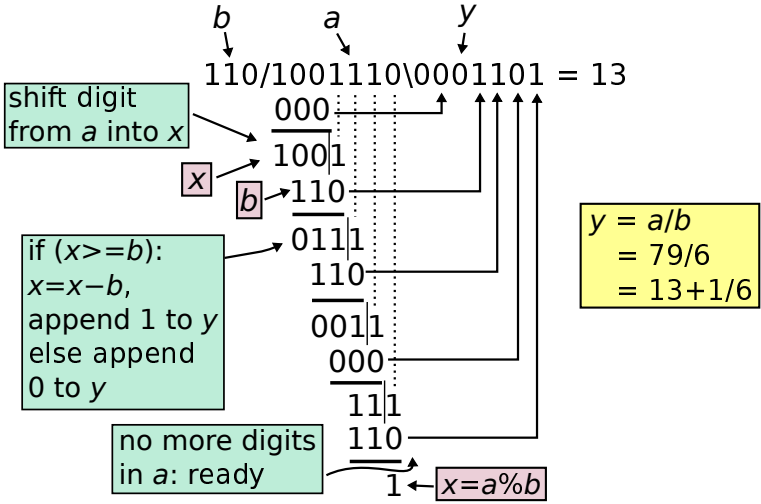 b a y
110/1001110\0001101 = 13
shift digit
from a into x
000
1001
x
b
110
0111
110
0011
000
111
110
1
if (x>=b):
x=x−b,
append 1 to y
else append
0 to y
no more digits
in a: ready
x=a%b
y = a/b
= 79/6
= 13+1/6